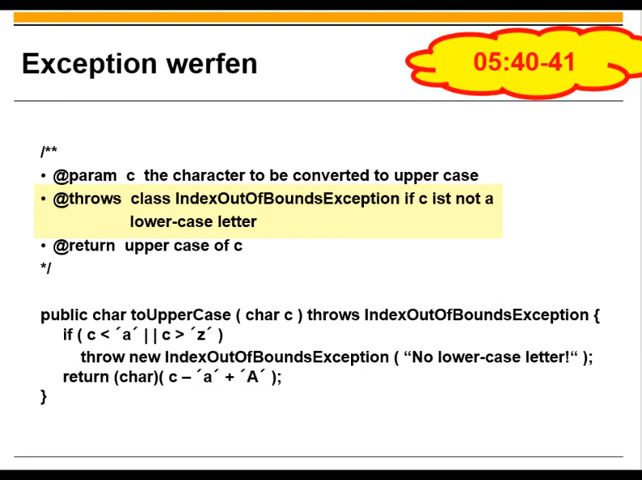 Exception werfen
05:40-41
/**
• @param c the character to be converted to upper case
• @throws class IndexOutOfBoundsException if c ist not a
lower-case letter
• @return upper case of c
*/
public char toUpperCase ( char c ) throws IndexOutOfBoundsException {
if ( c < ´a´ | | c > ´z´ )
throw new IndexOutOfBoundsException ( “No lower-case letter!“ );
return (char)( c – ´a´ + ´A´ );
}